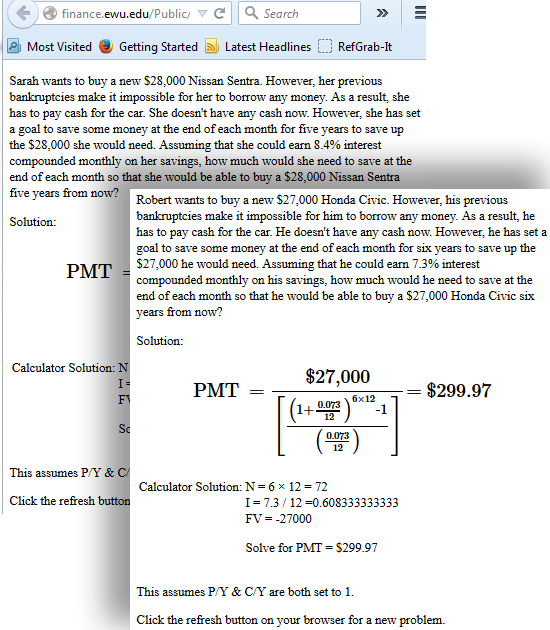 finance.ewu.edu/Public/
Search
Most Visited Getting Started Latest Headlines RefGrab-It
Sarah wants to buy a new $28,000 Nissan Sentra. However, her previous
bankruptcies make it impossible for her to borrow any money. As a result, she
has to pay cash for the car. She doesn't have any cash now. However, she has set
a goal to save some money at the end of each month for five years to save up
the $28,000 she would need. Assuming that she could earn 8.4% interest
compounded monthly on her savings, how much would she need to save at the
end of each month so that she would be able to buy a $28,000 Nissan Sentra
five years from now?
Solution:
PMT =
Calculator Solution: N
I=
FV
So
This assumes P/Y & C/
Click the refresh button
Robert wants to buy a new $27,000 Honda Civic. However, his previous
bankruptcies make it impossible for him to borrow any money. As a result, he
has to pay cash for the car. He doesn't have any cash now. However, he has set a
goal to save some money at the end of each month for six years to save up the
$27,000 he would need. Assuming that he could earn 7.3% interest
compounded monthly on his savings, how much would he need to save at the
end of each month so that he would be able to buy a $27,000 Honda Civic six
years from now?
Solution:
$27,000
PMT = = $299.97
[(1+ 0.073/12)^6×12 -1]
(0.073/12)
Calculator Solution: N = 6 × 12 = 72
I = 7.3 / 12 =0.608333333333
FV = -27000
Solve for PMT = $299.97
This assumes P/Y & C/Y are both set to 1.
Click the refresh button on your browser for a new problem.